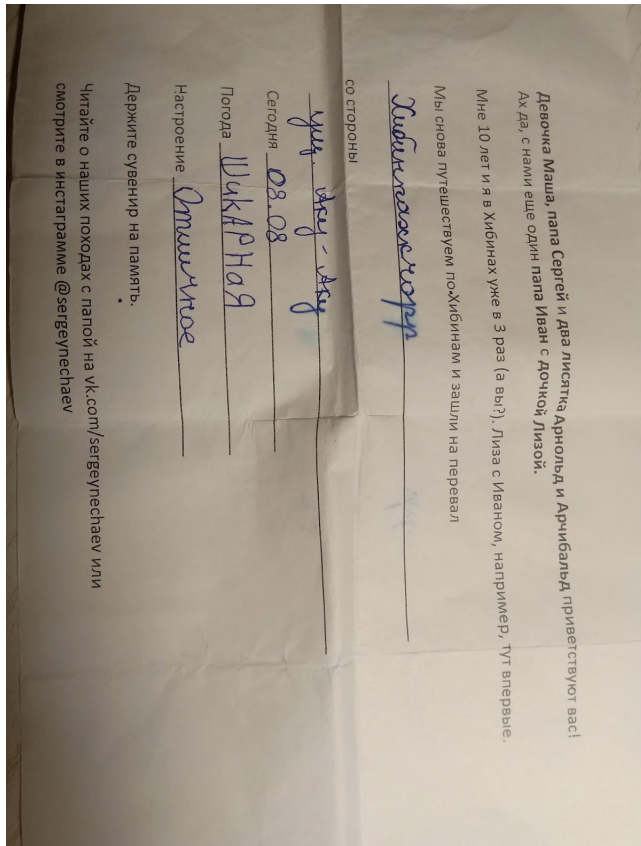 Девочка Маша, папа Сергей и два лисятка Арнольд и Арчибальд приветствуют вас!
Ах да, с нами еще один папа Иван с дочкой Лизой.
Мне 10 лет и я в Хибинах уже в 3 раз (а вы?). Лиза с Иваном, например, тут впервые.
Мы снова путешествуем по Хибинам и зашли на перевал
Хибинпахкчорр
со стороны
ущ. Аку-Аку
Сегодня 08.08
Погода ШИКАРНАЯ
Настроение Отличное
Держите сувенир на память.
Читайте о наших походах с папой на vk.com/sergeynechaev или
смотрите в инстаграмме @sergeynechaev